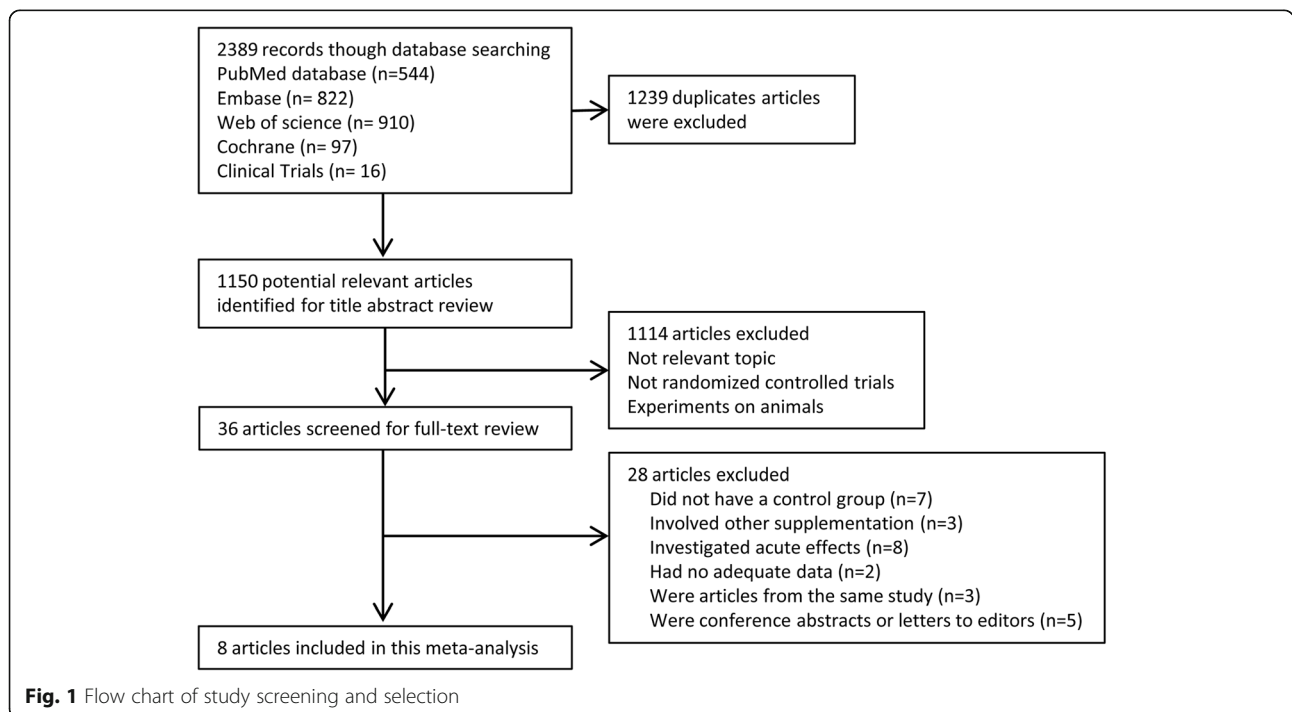 2389 records though database searching
PubMed database (n=544)
Embase (n= 822)
Web of science (n= 910)
Cochrane (n= 97)
Clinical Trials (n= 16)
1239 duplicates articles
were excluded
1150 potential relevant articles
identified for title abstract review
1114 articles excluded
Not relevant topic
Not randomized controlled trials
Experiments on animals
36 articles screened for full-text review
28 articles excluded
Did not have a control group (n=7)
Involved other supplementation (n=3)
Investigated acute effects (n=8)
Had no adequate data (n=2)
Were articles from the same study (n=3)
Were conference abstracts or letters to editors (n=5)
8 articles included in this meta-analysis
Fig. 1 Flow chart of study screening and selection